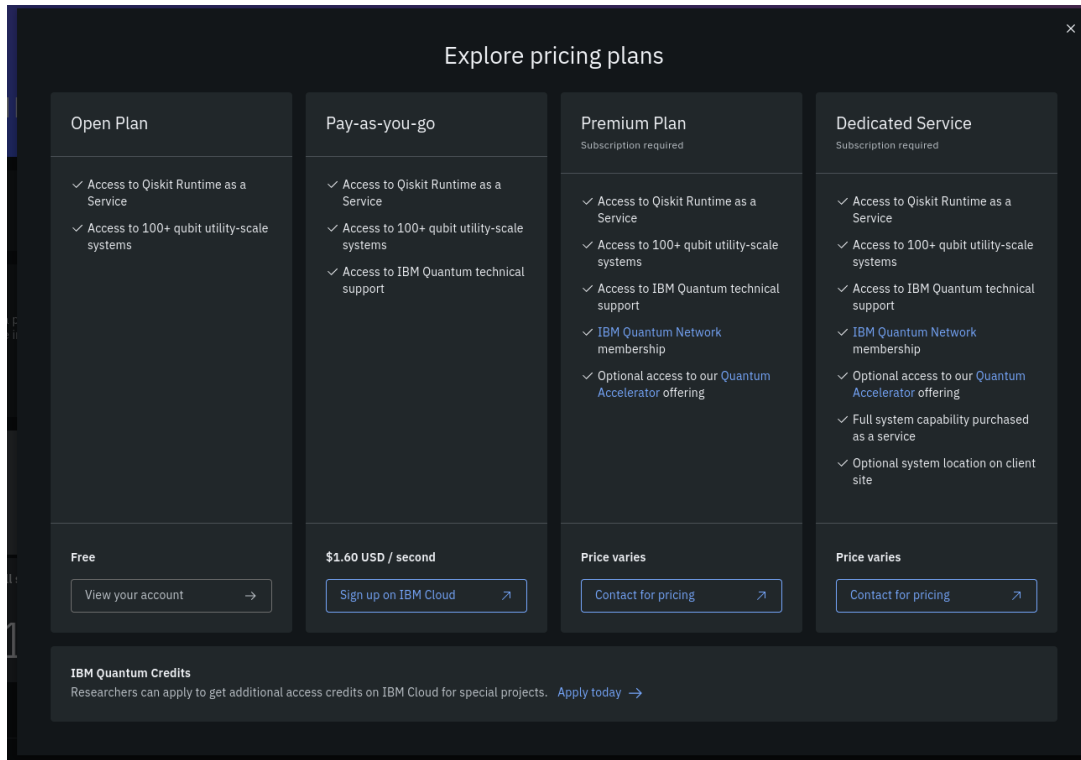 Explore pricing plans
Open Plan
Access to Qiskit Runtime as a
Service
Access to 100+ qubit utility-scale
systems
Free
View your account
Pay-as-you-go
Access to Qiskit Runtime as a
Service
Access to 100+ qubit utility-scale
systems
Access to IBM Quantum technical
support
$1.60 USD / second
Sign up on IBM Cloud
Premium Plan
Subscription required
Access to Qiskit Runtime as a
Service
Access to 100+ qubit utility-scale
systems
Access to IBM Quantum technical
support
IBM Quantum Network
membership
Optional access to our Quantum
Accelerator offering
Price varies
Contact for pricing
Dedicated Service
Subscription required
Access to Qiskit Runtime as a
Service
Access to 100+ qubit utility-scale
systems
Access to IBM Quantum technical
support
IBM Quantum Network
membership
Optional access to our Quantum
Accelerator offering
Full system capability purchased
as a service
Optional system location on client
site
Price varies
Contact for pricing
IBM Quantum Credits
Researchers can apply to get additional access credits on IBM Cloud for special projects. Apply today